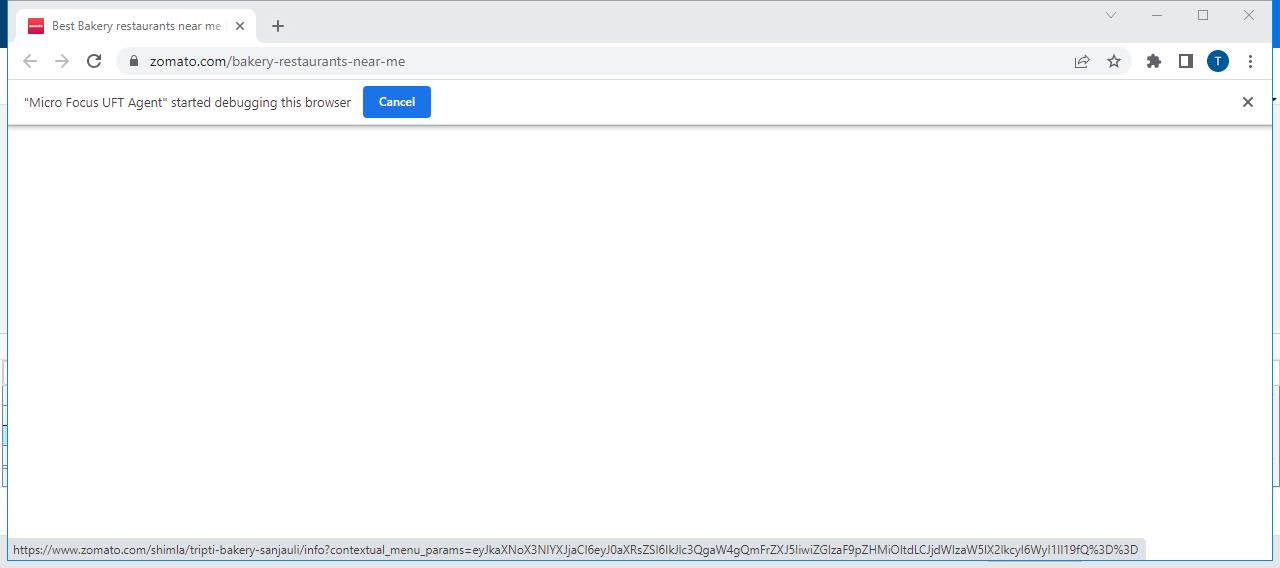 Best Bakery restaurants near me
zomato.com/bakery-restaurants-near-me
T
"Micro Focus UFT Agent" started debugging this browser
Cancel
https://www.zomato.com/shimla/tripti-bakery-sanjauli/info?contextual_menu_params=eyJkaXNoX3NlYXJjaCI6eyJ0aXRsZSI6IkJlc3QgaW4gQmFrZXJ5IiwiZGlzaF9pZHMiOltdLCJjdWlzaW5lX2lkcyI6WyI1Il19fQ%3D%3D